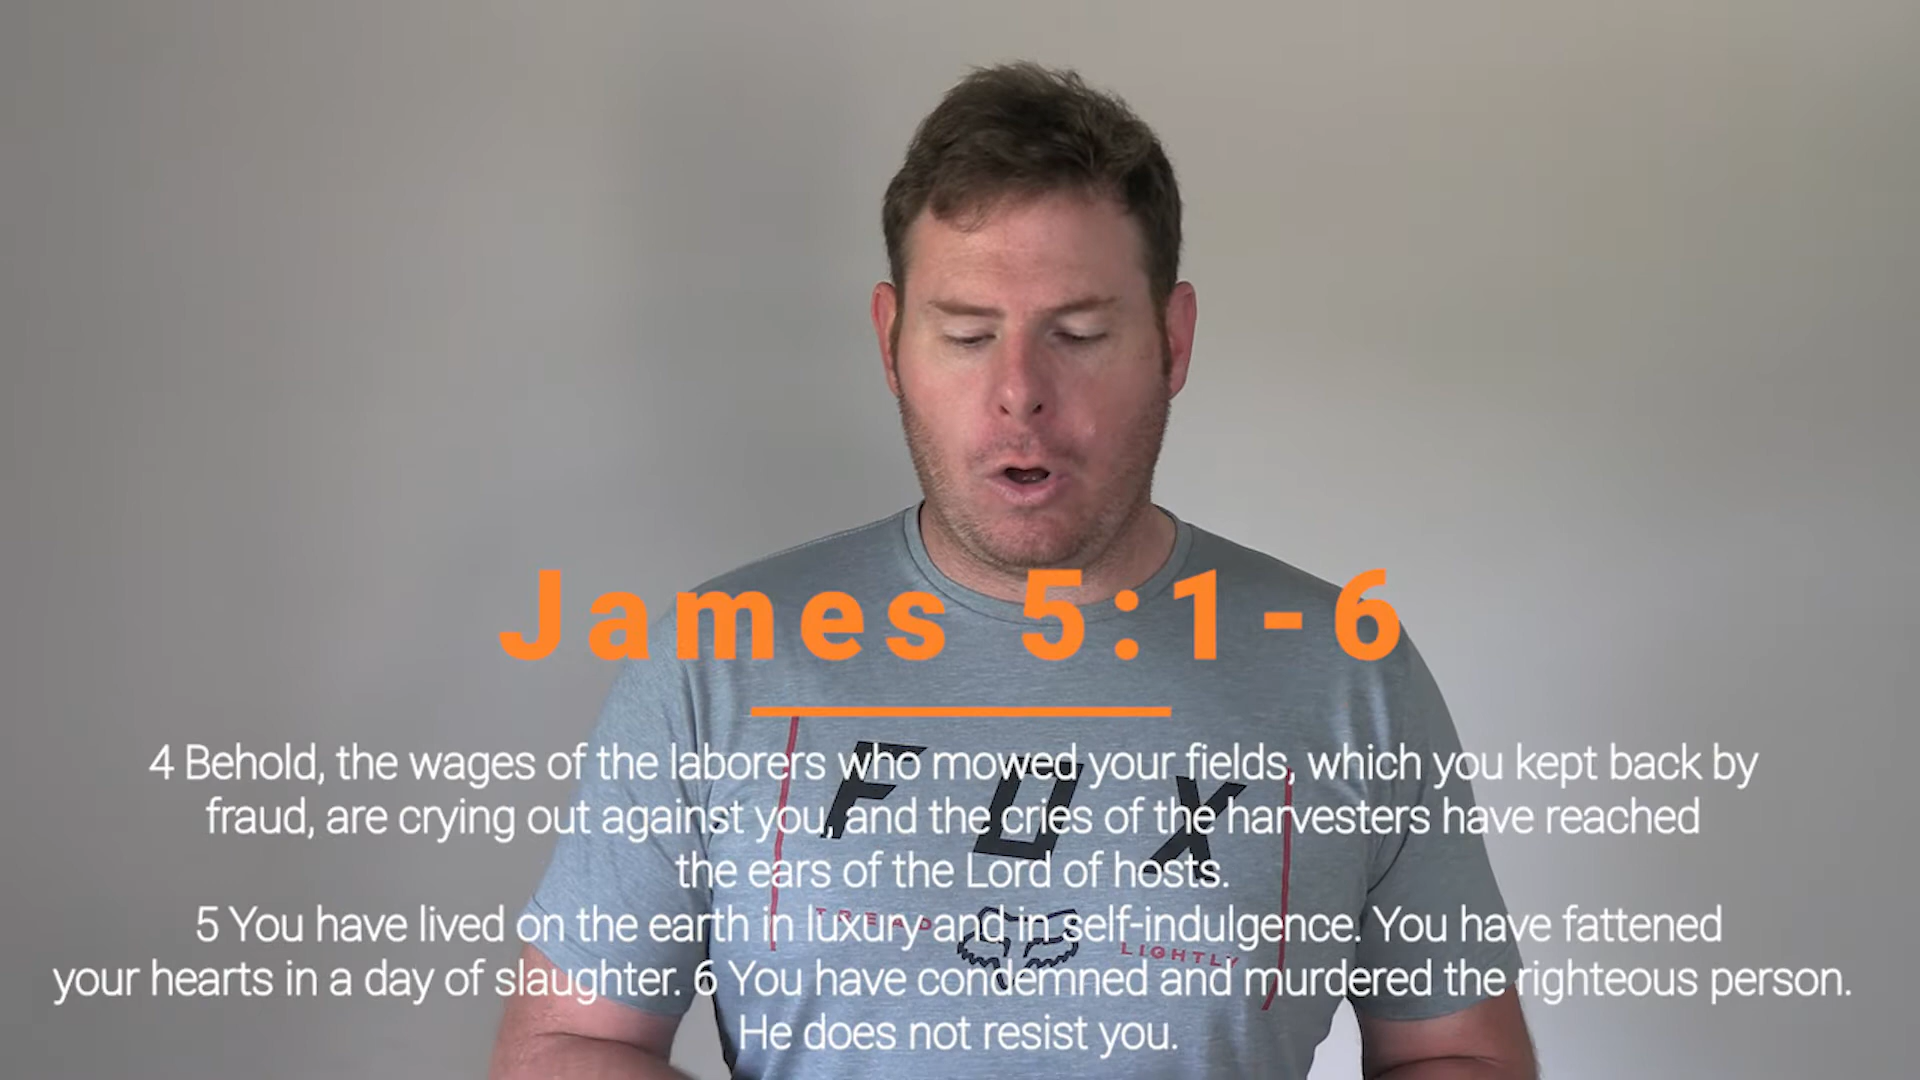 James 5:1-6
4 Behold, the wages of the laborers who mowed your fields, which you kept back by
fraud, are crying out against you, and the cries of the harvesters have reached
the ears of the Lord of hosts.
5 You have lived on the earth in luxury and in self-indulgence. You have fattened
your hearts in a day of slaughter. 6 You have condemned and murdered the righteous person.
He does not resist you.
FOX
TREAD LIGHTLY